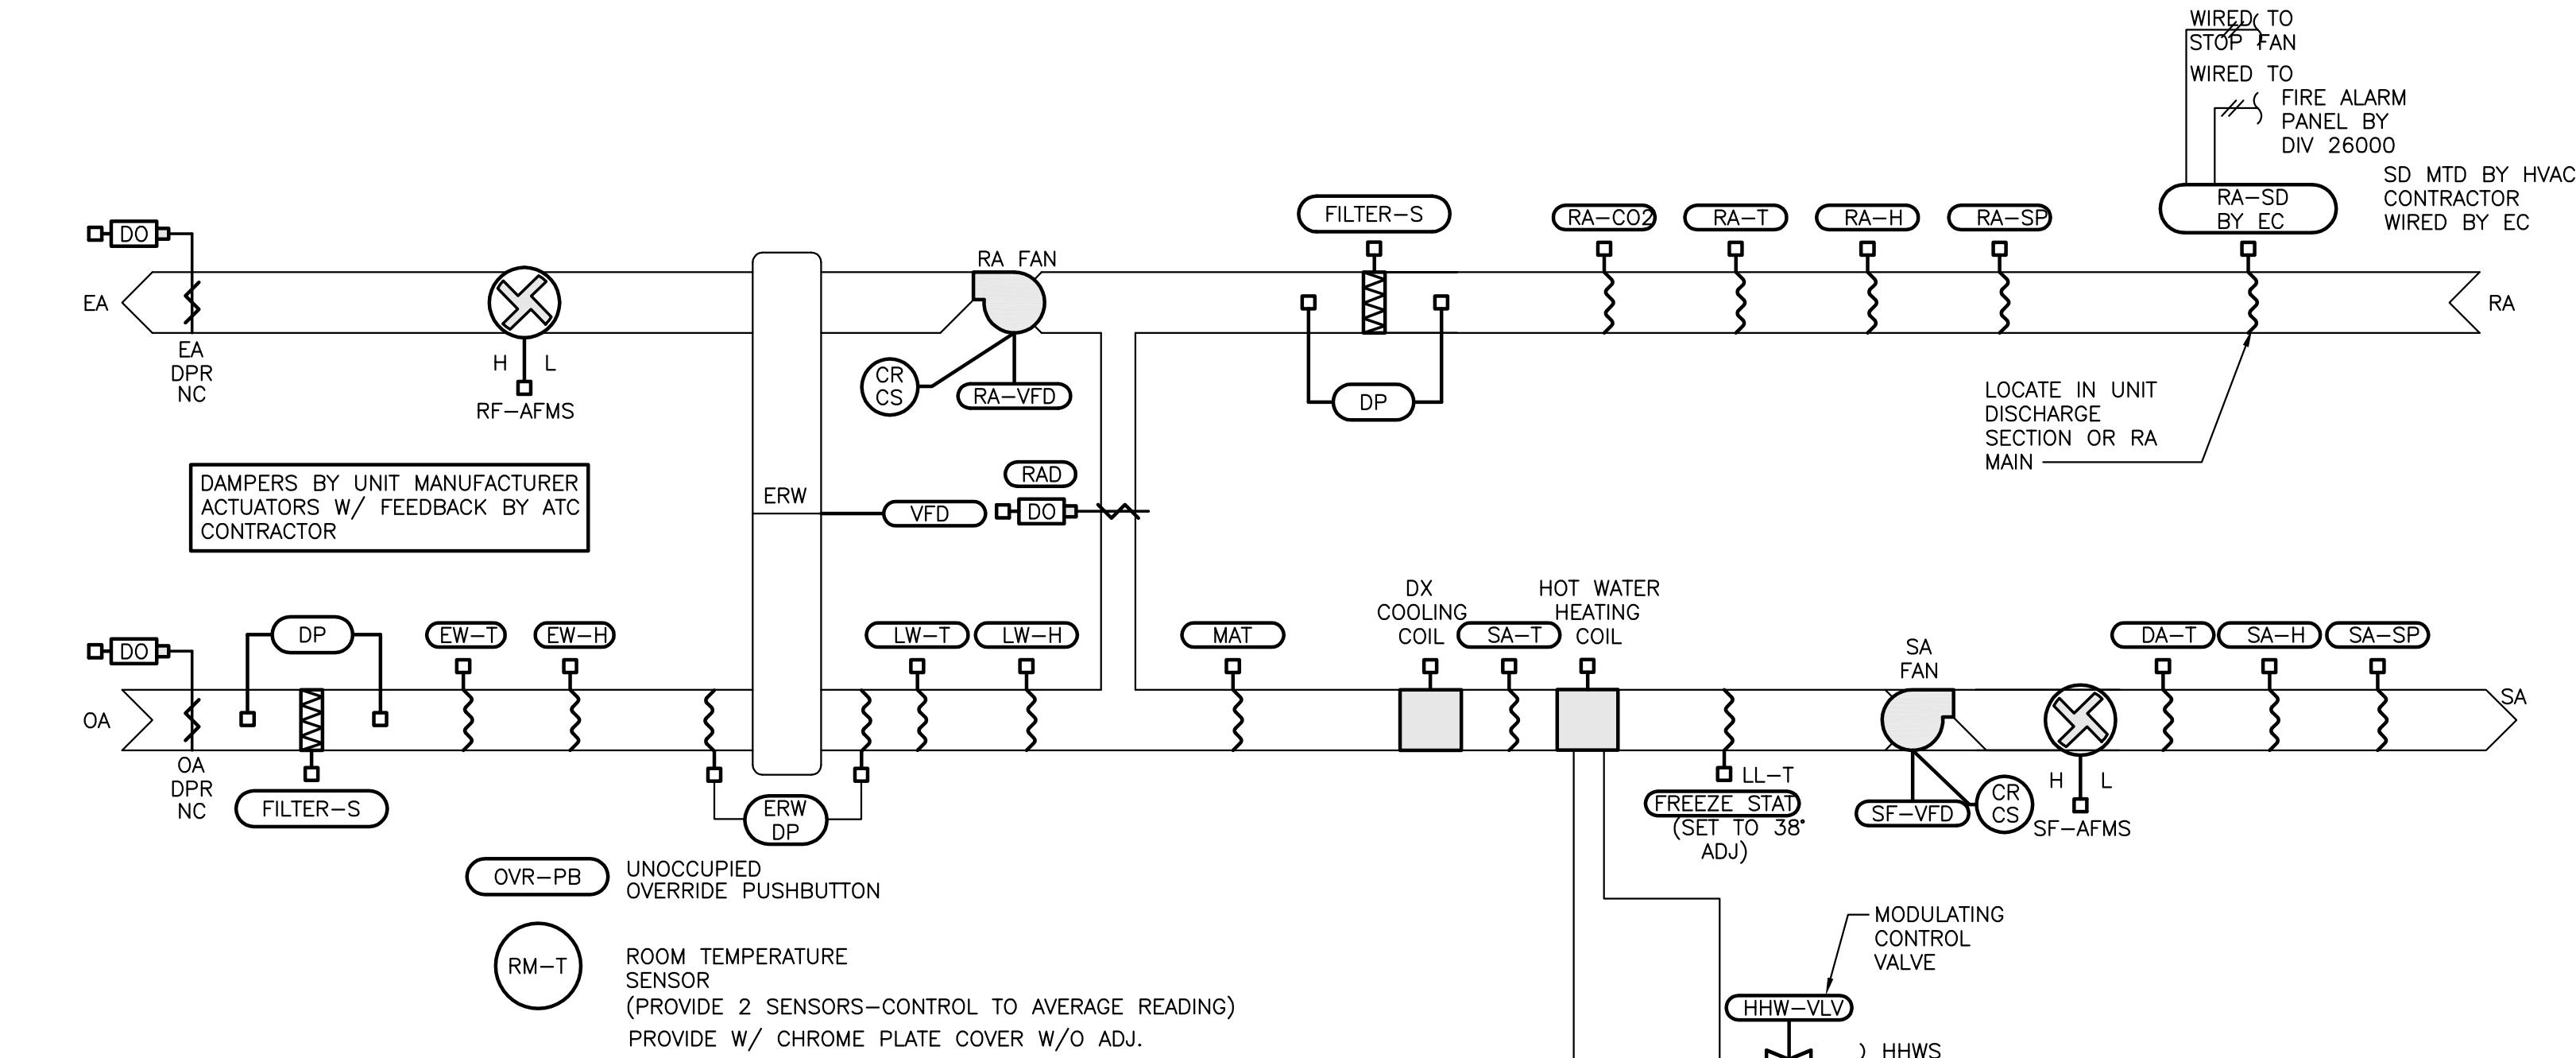 WIRED TO
STOP FAN
WIRED TO
FIRE ALARM
PANEL BY
DIV 26000
SD MTD BY HVAC
CONTRACTOR
WIRED BY EC
RA-SD
BY EC
FILTER-S
RA-CO2
RA-T
RA-H
RA-SP
DO
RA FAN
EA
RA
EA
DPR
NC
H L
RF-AFMS
CR
CS
RA-VFD
DP
LOCATE IN UNIT
DISCHARGE
SECTION OR RA
MAIN
DAMPERS BY UNIT MANUFACTURER
ACTUATORS W/ FEEDBACK BY ATC
CONTRACTOR
ERW
VFD
RAD
DO
DX
COOLING
COIL
HOT WATER
HEATING
COIL
DO
DP
EW-T
EW-H
LW-T
LW-H
MAT
SA-T
SA
FAN
DA-T
SA-H
SA-SP
OA
SA
OA
DPR
NC
FILTER-S
ERW
DP
LL-T
FREEZE STAT
(SET TO 38°
ADJ)
SF-VFD
CR
CS
H L
SF-AFMS
OVR-PB
UNOCCUPIED
OVERRIDE PUSHBUTTON
RM-T
ROOM TEMPERATURE
SENSOR
(PROVIDE 2 SENSORS-CONTROL TO AVERAGE READING)
PROVIDE W/ CHROME PLATE COVER W/O ADJ.
MODULATING
CONTROL
VALVE
HHW-VLV
HHWS